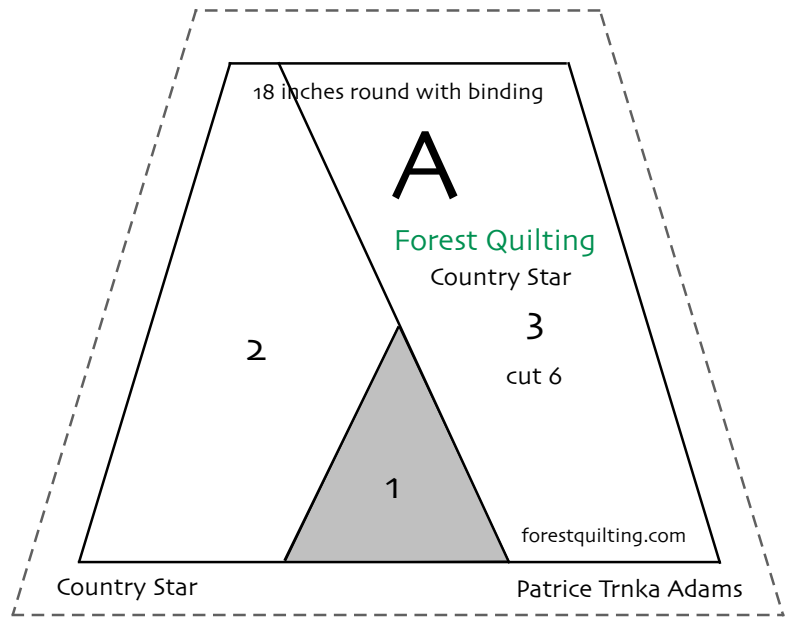 18 inches round with binding
A
Forest Quilting
Country Star
3
2
cut 6
1
forestquilting.com
Country Star
Patrice Trnka Adams